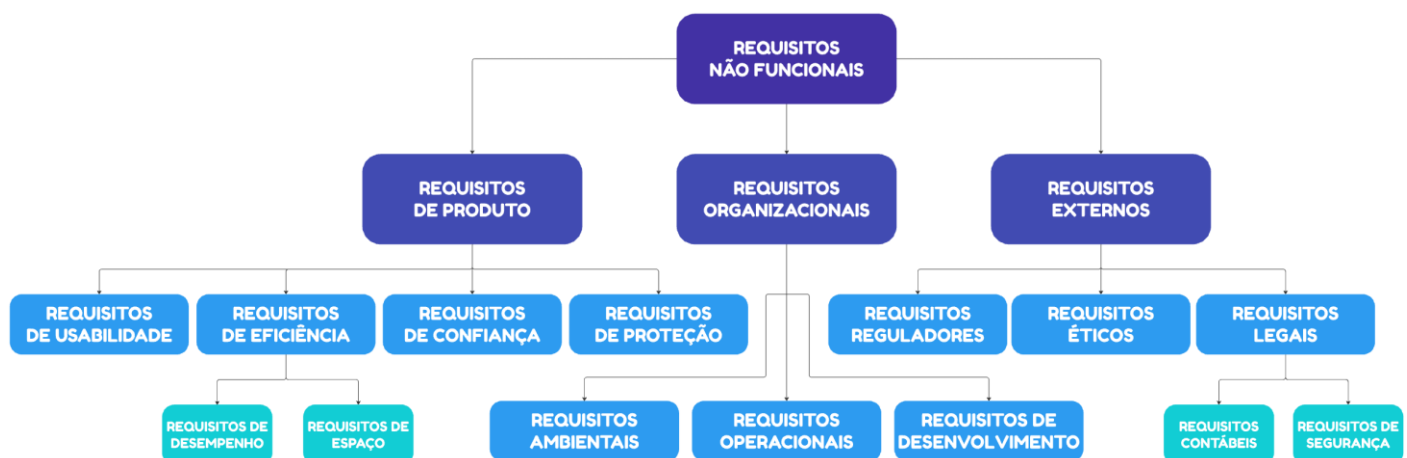 REQUISITOS
NÃO FUNCIONAIS
REQUISITOS
DE PRODUTO
REQUISITOS
ORGANIZACIONAIS
REQUISITOS
EXTERNOS
REQUISITOS
DE USABILIDADE
REQUISITOS
DE EFICIÊNCIA
REQUISITOS
DE CONFIANÇA
REQUISITOS
DE PROTEÇÃO
REQUISITOS
REGULADORES
REQUISITOS
ÉTICOS
REQUISITOS
LEGAIS
REQUISITOS DE
DESEMPENHO
REQUISITOS DE
ESPAÇO
REQUISITOS
AMBIENTAIS
REQUISITOS
OPERACIONAIS
REQUISITOS DE
DESENVOLVIMENTO
REQUISITOS
CONTÁBEIS
REQUISITOS DE
SEGURANÇA